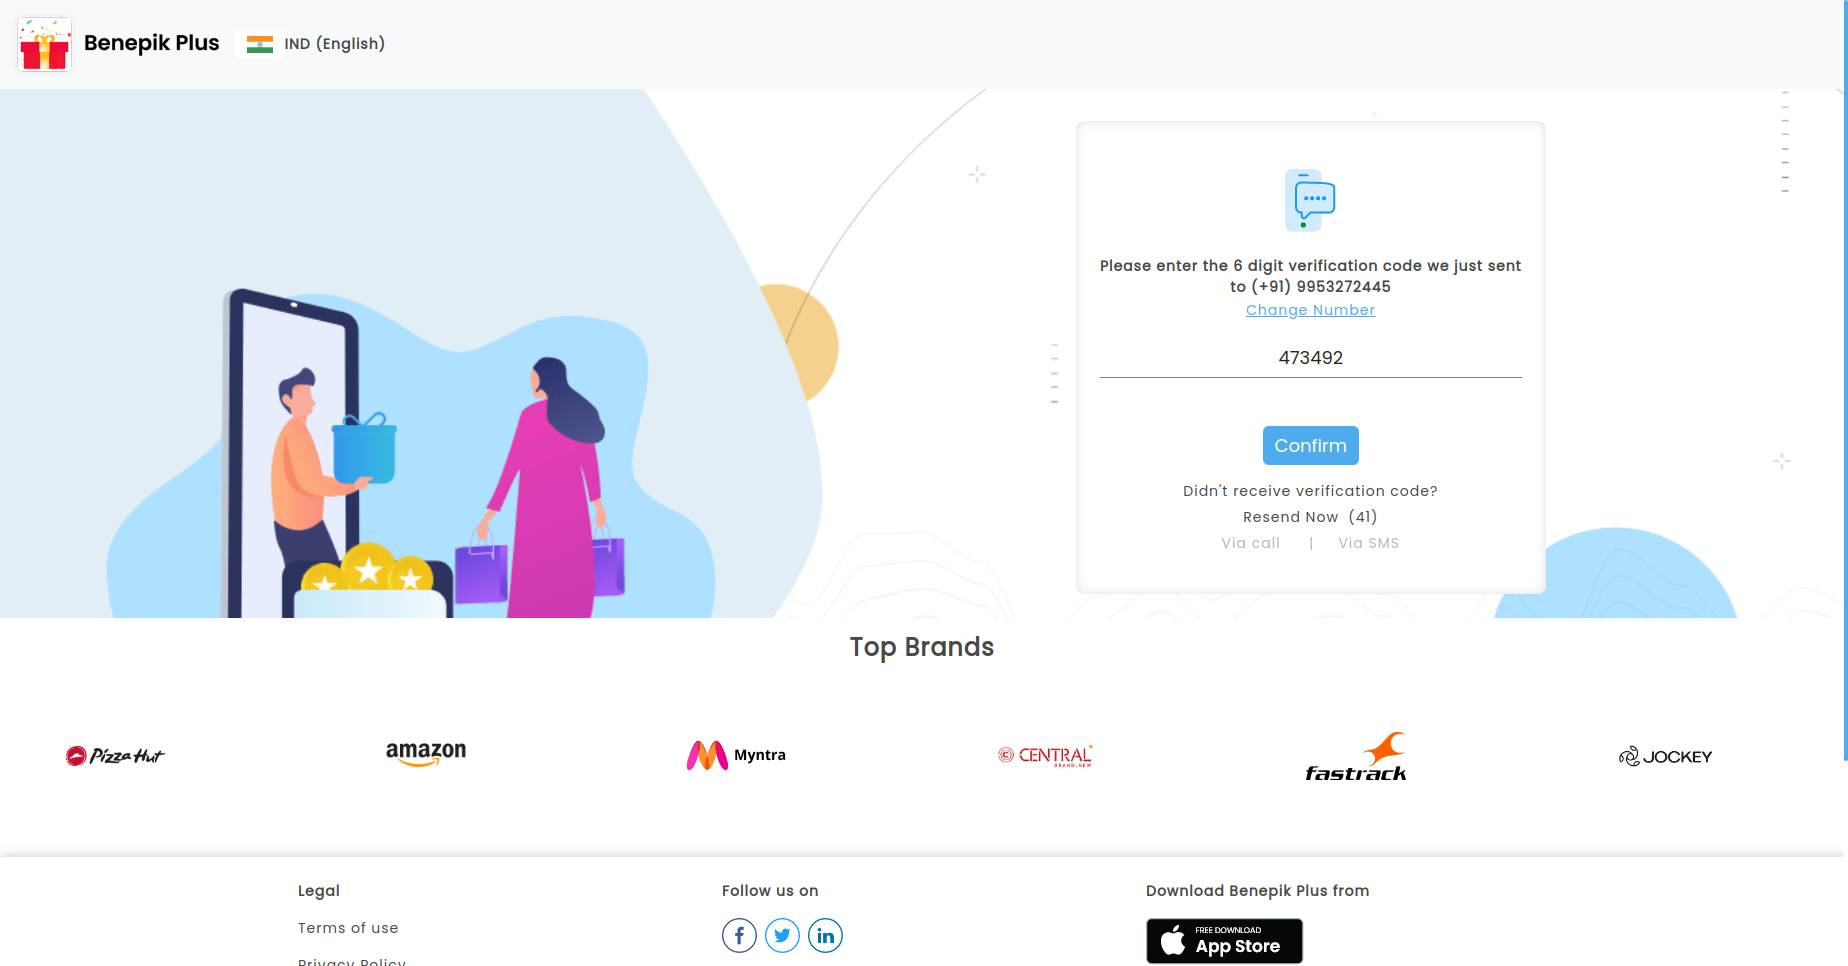 Benepik Plus
IND (English)
Please enter the 6 digit verification code we just sent
to (+91) 9953272445
Change Number
473492
Confirm
Didn't receive verification code?
Resend Now (41)
Via call | Via SMS
Top Brands
Pizza Hut
amazon
Myntra
CENTRAL
BRAND.NEW
fastrack
JOCKEY
Legal
Follow us on
Download Benepik Plus from
Terms of use
FREE DOWNLOAD
App Store
Privacy Policy